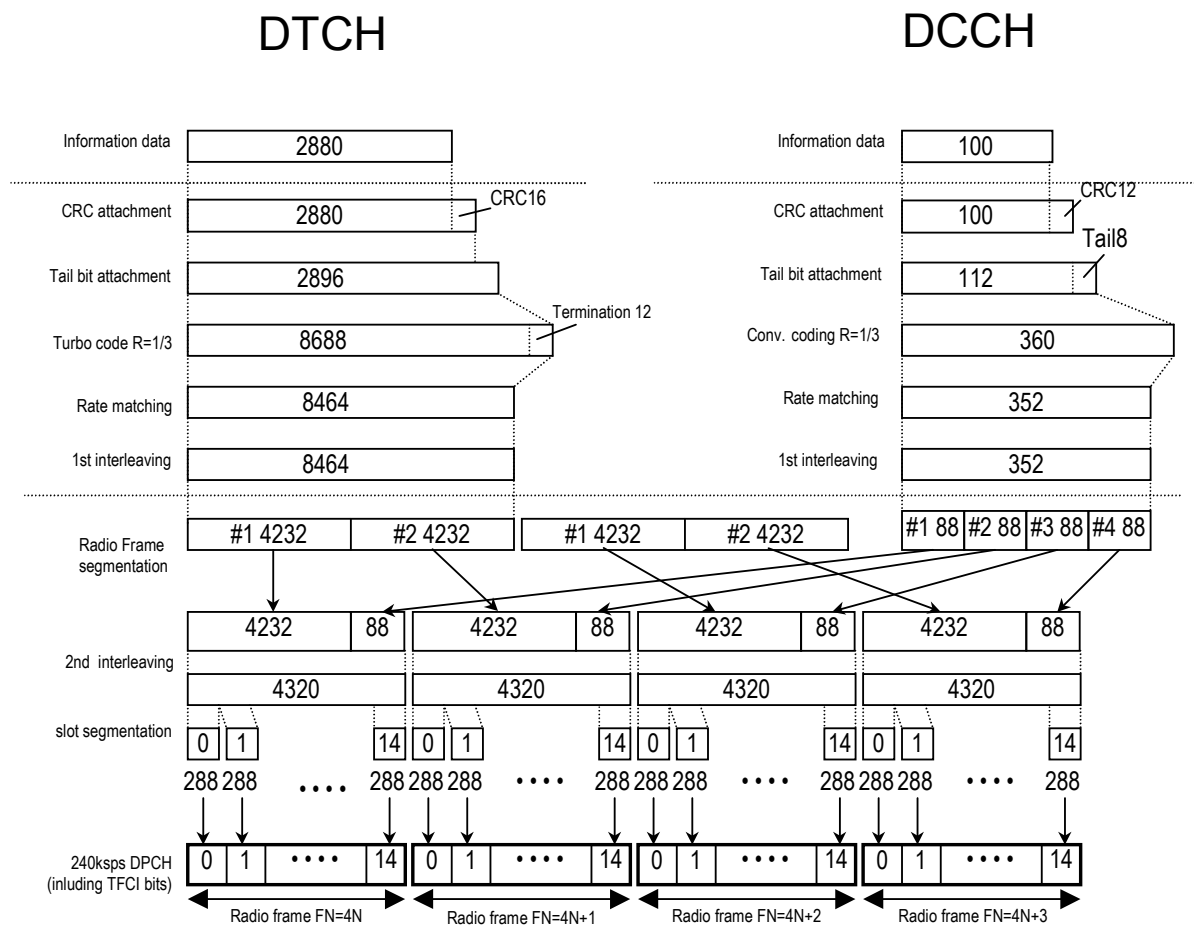 DTCH DCCH
Information data 2880 Information data 100
CRC attachment 2880 CRC16 CRC attachment 100 CRC12
Tail bit attachment 2896 Tail bit attachment 112 Tail8
Turbo code R=1/3 8688 Termination 12 Conv. coding R=1/3 360
Rate matching 8464 Rate matching 352
1st interleaving 8464 1st interleaving 352
Radio Frame
segmentation
#1 4232 #2 4232 #1 4232 #2 4232 #1 88 #2 88 #3 88 #4 88
4232 88 4232 88 4232 88 4232 88
2nd interleaving
4320 4320 4320 4320
slot segmentation
0 1 14 0 1 14 0 1 14 0 1 14
288 288 • • • • 288 288 288 • • • • 288 288 288 • • • • 288 288 288 • • • • 288
240ksps DPCH
(inluding TFCI bits)
0 1 • • • • 14 0 1 • • • • 14 0 1 • • • • 14 0 1 • • • • 14
Radio frame FN=4N Radio frame FN=4N+1 Radio frame FN=4N+2 Radio frame FN=4N+3